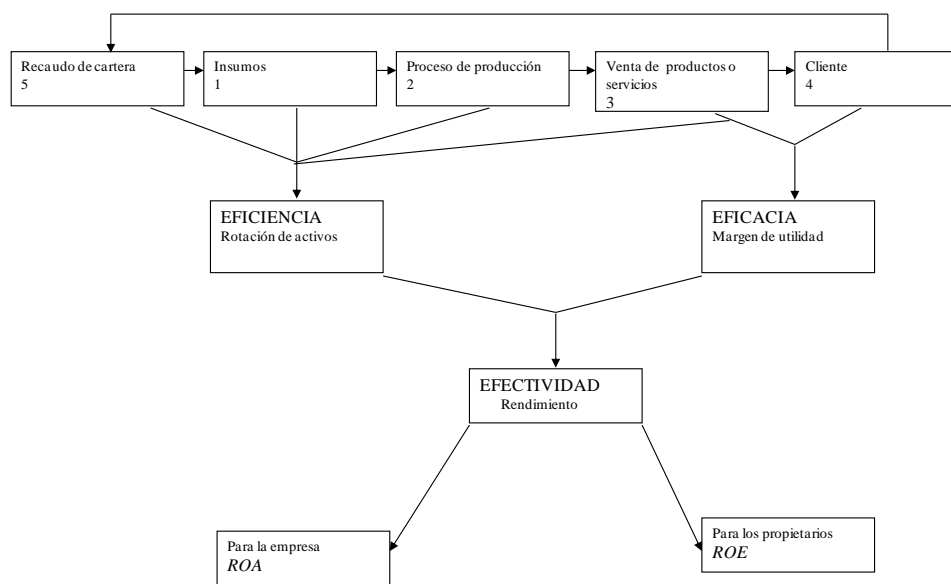 Recaudo de cartera
5
Insumos
1
Proceso de producción
2
Venta de productos o
servicios
3
Cliente
4
EFICIENCIA
Rotación de activos
EFICACIA
Margen de utilidad
EFECTIVIDAD
Rendimiento
Para la empresa
ROA
Para los propietarios
ROE